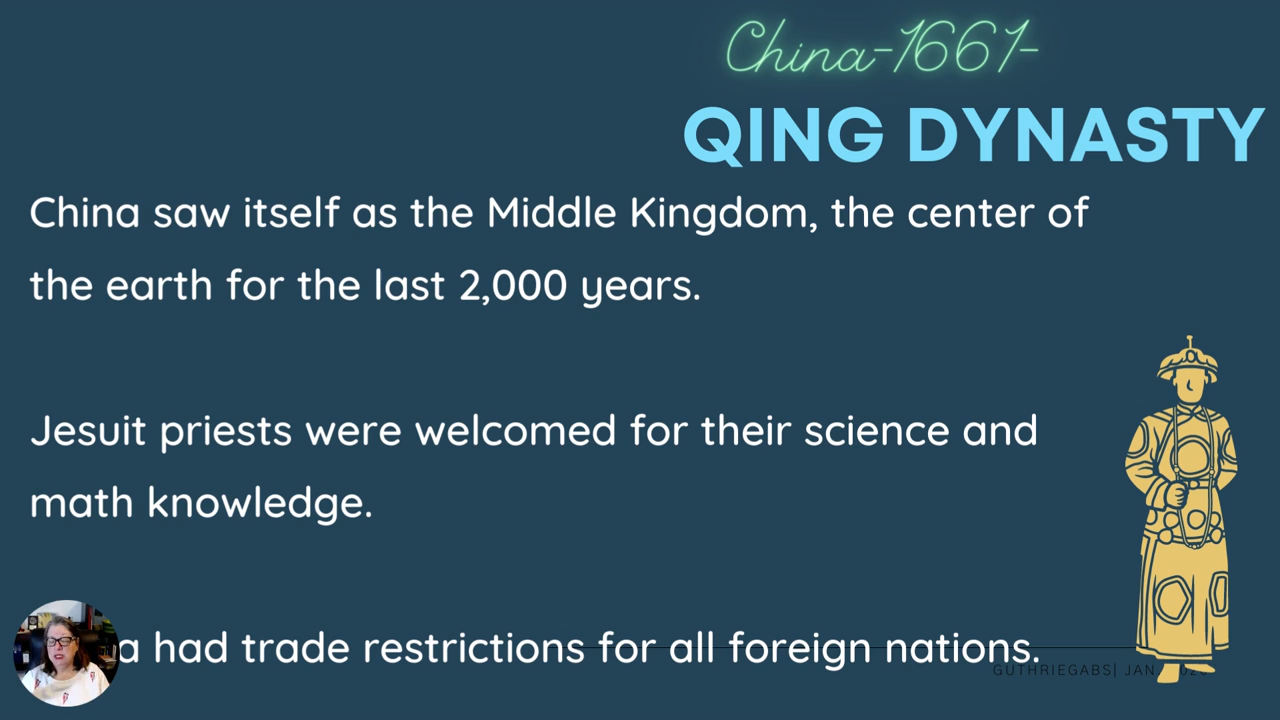 China-1661-
QING DYNASTY
China saw itself as the Middle Kingdom, the center of
the earth for the last 2,000 years.
Jesuit priests were welcomed for their science and
math knowledge.
a had trade restrictions for all foreign nations.
GUTHRIEGABS| JAN